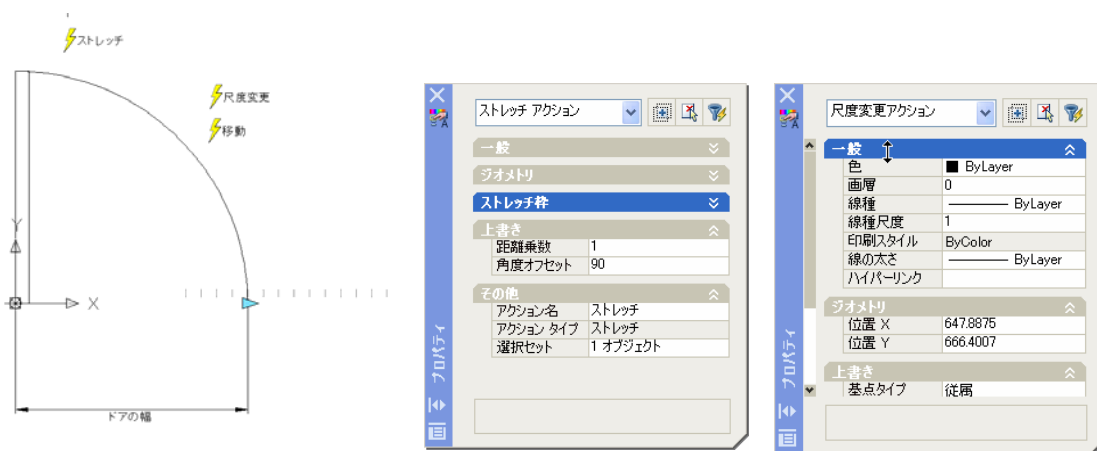 ストレッチ
尺度変更
移動
Y
X
ドアの幅
ストレッチ アクション
一般
ジオメトリ
ストレッチ枠
上書き
距離乗数 1
角度オフセット 90
その他
アクション名 ストレッチ
アクション タイプ ストレッチ
選択セット 1 オブジェクト
プロパティ
尺度変更アクション
一般
色 ByLayer
画層 0
線種 ByLayer
線種尺度 1
印刷スタイル ByColor
線の太さ ByLayer
ハイパーリンク
ジオメトリ
位置 X 647.8875
位置 Y 666.4007
上書き
基点タイプ 従属
プロパティ